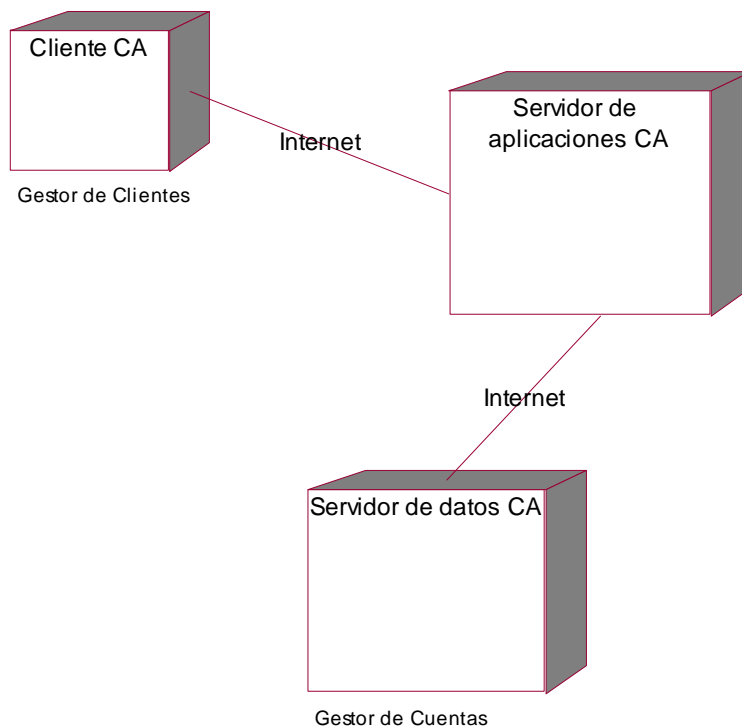 Cliente CA
Servidor de
aplicaciones CA
Internet
Gestor de Clientes
Internet
Servidor de datos CA
Gestor de Cuentas